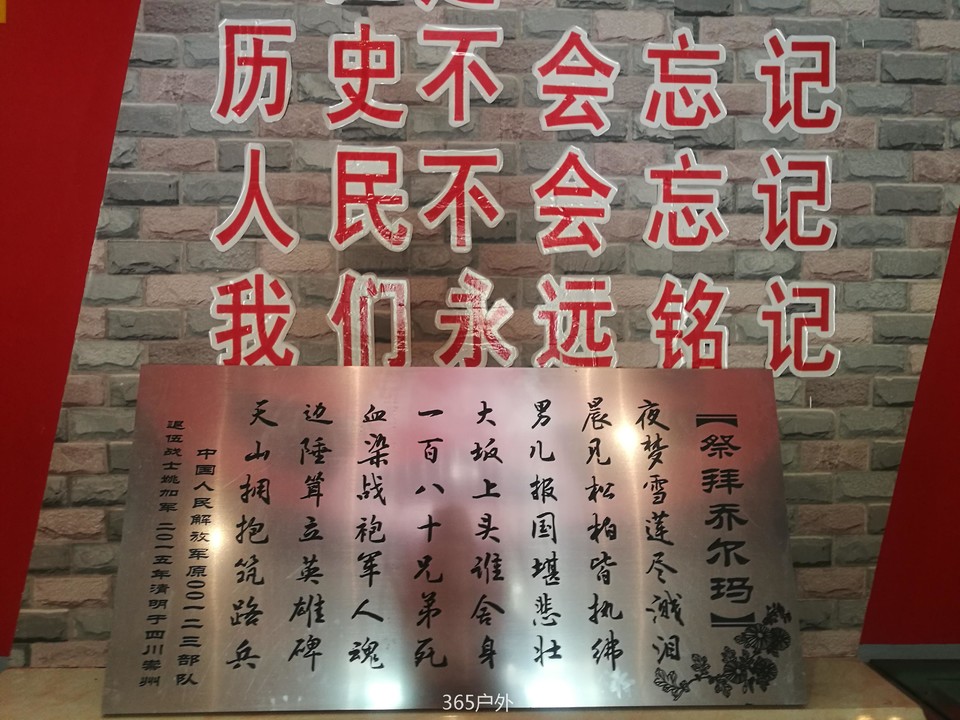 历史不会忘记
人民不会忘记
我们永远铭记
【祭拜乔尔玛】
夜梦雪莲尽溅泪
晨见松柏皆执绋
男儿报国堪悲壮
大坂上头谁舍身
一百八十兄弟死
血染战袍军人魂
边陲耸立英雄碑
天山拥抱筑路兵
中国人民解放军原00一二三部队
退伍战士姚加军 二0一五年清明于四川崇州
365户外